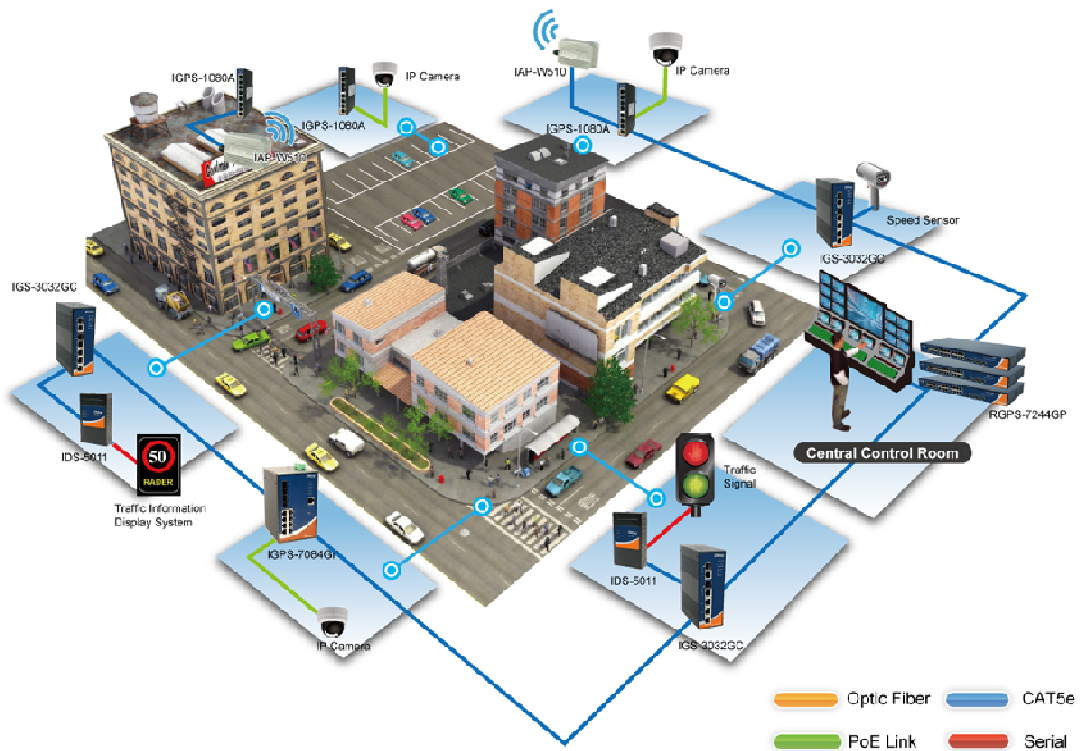 IGPS-1080A
IP Camera
IGPS-1080A
IAP-W510
IAP-W510
IP Camera
IGPS-1080A
Speed Sensor
IGS-3032GC
IGS-3032GC
IDS-5011
50
RADER
Traffic Information
Display System
IGPS-7084GP
IP Camera
Traffic
Signal
IDS-5011
IGS-3032GC
RGPS-7244GP
Central Control Room
Optic Fiber
CAT5e
PoE Link
Serial